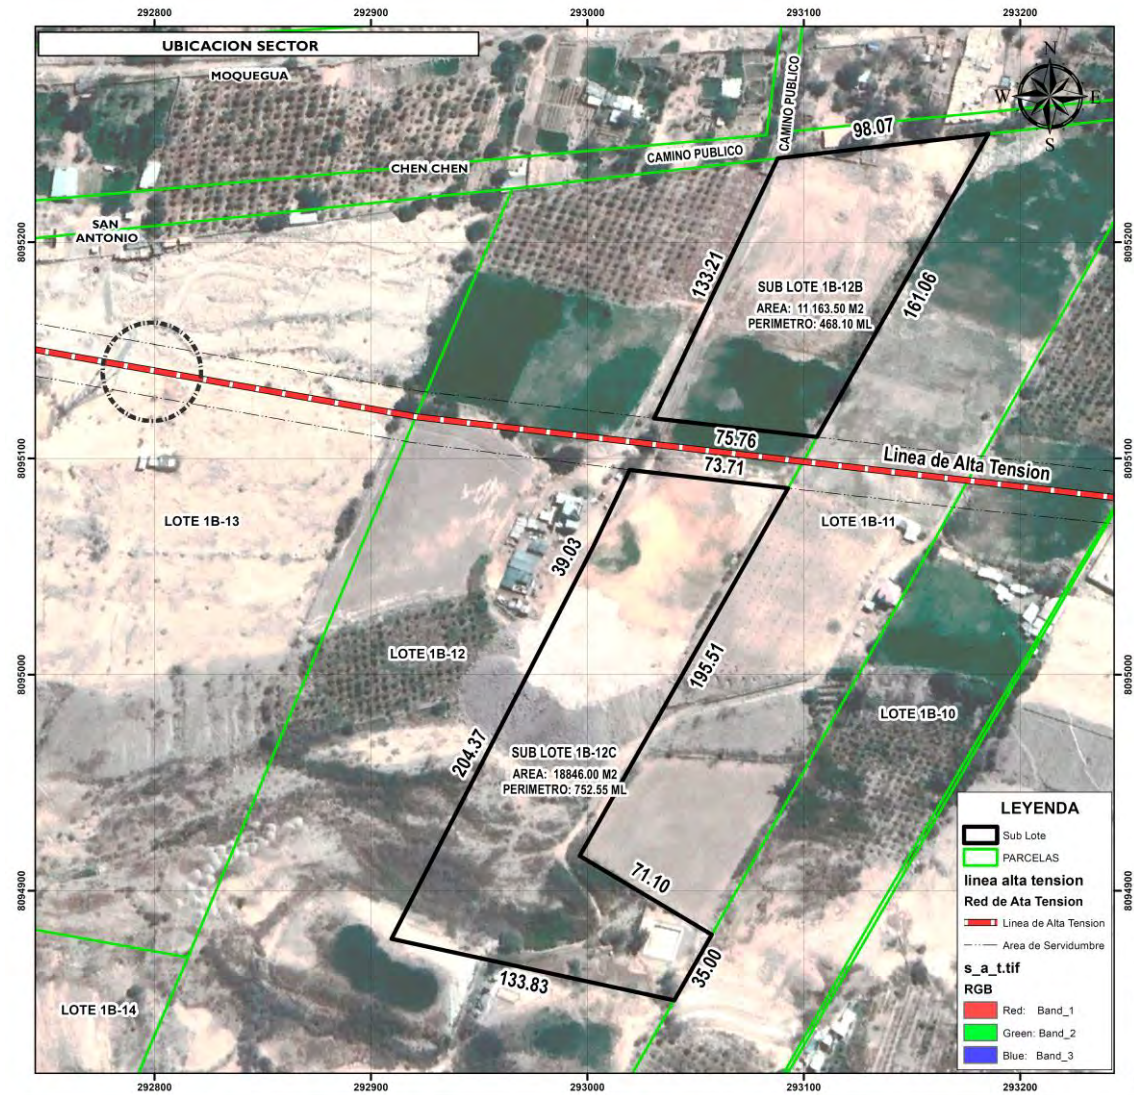 292800
292900
293000
293100
293200
UBICACION SECTOR
MOQUEGUA
CAMINO PUBLICO
N
W
E
S
98.07
CAMINO PUBLICO
CHEN CHEN
SAN
ANTONIO
8095200
8095200
133.21
SUB LOTE 1B-12B
AREA: 11 163.50 M2
PERIMETRO: 468.10 ML
161.06
75.76
73.71
Linea de Alta Tension
8095100
8095100
LOTE 1B-13
LOTE 1B-11
39.03
LOTE 1B-12
195.51
8095000
8095000
LOTE 1B-10
204.37
SUB LOTE 1B-12C
AREA: 18846.00 M2
PERIMETRO: 752.55 ML
71.10
8094900
8094900
133.83
35.00
LOTE 1B-14
LEYENDA
Sub Lote
PARCELAS
linea alta tension
Red de Ata Tension
Linea de Alta Tension
Area de Servidumbre
s_a_t.tif
RGB
Red: Band_1
Green: Band_2
Blue: Band_3
292800
292900
293000
293100
293200